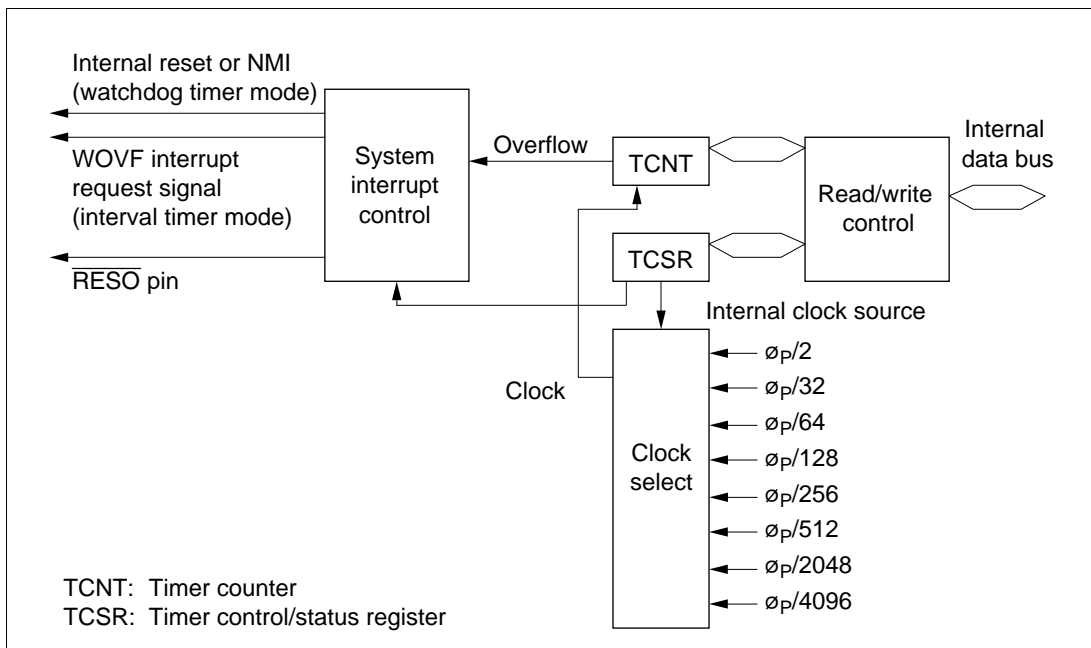 Internal reset or NMI
(watchdog timer mode)
WOVF interrupt
request signal
(interval timer mode)
RESO pin
System
interrupt
control
Overflow
TCNT
TCSR
Read/write
control
Internal
data bus
Internal clock source
Clock
Clock
select
øP/2
øP/32
øP/64
øP/128
øP/256
øP/512
øP/2048
øP/4096
TCNT: Timer counter
TCSR: Timer control/status register